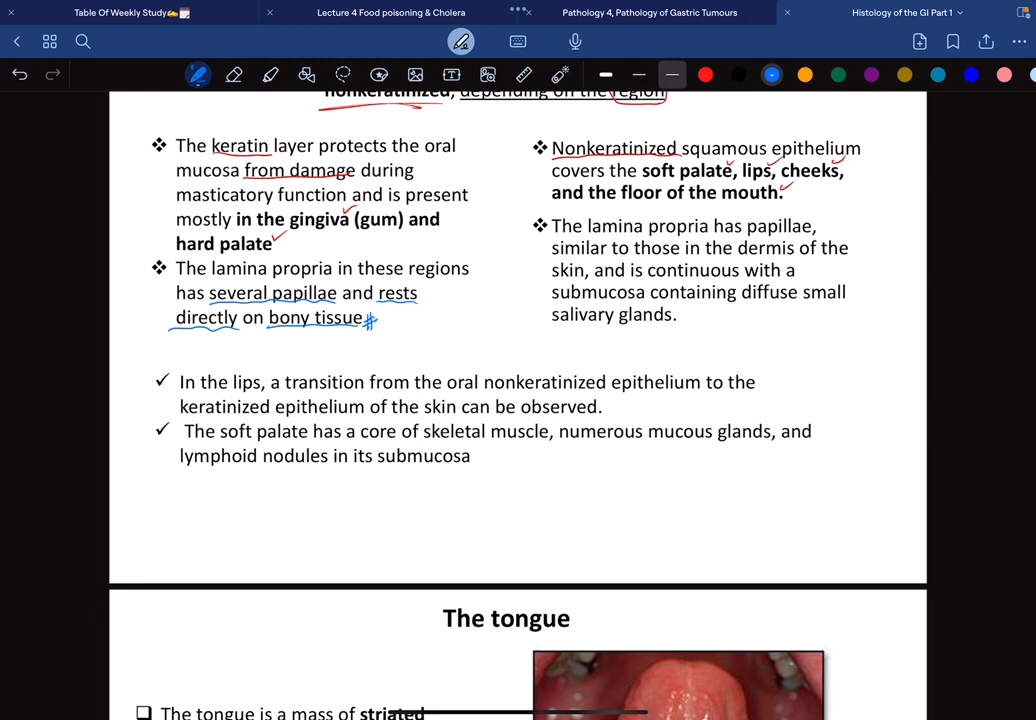 Table Of Weekly Study✍️🗓️
Lecture 4 Food poisoning & Cholera
Pathology 4, Pathology of Gastric Tumours
Histology of the GI Part 1
nonkeratinized, depending on the region
❖ The keratin layer protects the oral
mucosa from damage during
masticatory function and is present
mostly in the gingiva (gum) and
hard palate
❖ The lamina propria in these regions
has several papillae and rests
directly on bony tissue#
❖ Nonkeratinized squamous epithelium
covers the soft palate, lips, cheeks,
and the floor of the mouth.
❖ The lamina propria has papillae,
similar to those in the dermis of the
skin, and is continuous with a
submucosa containing diffuse small
salivary glands.
✓ In the lips, a transition from the oral nonkeratinized epithelium to the
keratinized epithelium of the skin can be observed.
✓ The soft palate has a core of skeletal muscle, numerous mucous glands, and
lymphoid nodules in its submucosa
The tongue
❑ The tongue is a mass of striated